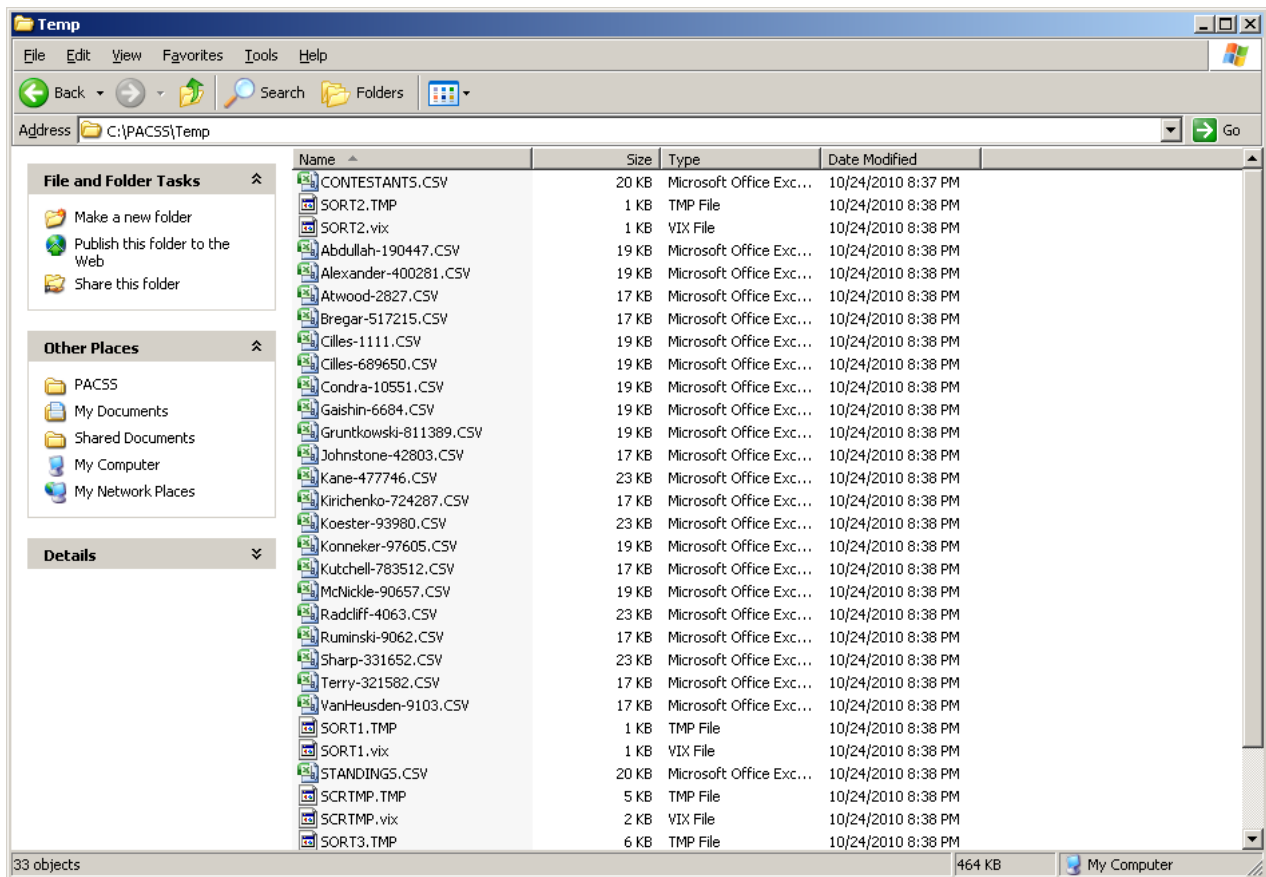 Temp
File Edit View Favorites Tools Help
Back Search Folders
Address C:\PACSS\Temp Go
File and Folder Tasks
Make a new folder
Publish this folder to the
Web
Share this folder
Other Places
PACSS
My Documents
Shared Documents
My Computer
My Network Places
Details
Name Size Type Date Modified
CONTESTANTS.CSV 20 KB Microsoft Office Exc... 10/24/2010 8:37 PM
SORT2.TMP 1 KB TMP File 10/24/2010 8:38 PM
SORT2.vix 1 KB VIX File 10/24/2010 8:38 PM
Abdullah-190447.CSV 19 KB Microsoft Office Exc... 10/24/2010 8:38 PM
Alexander-400281.CSV 19 KB Microsoft Office Exc... 10/24/2010 8:38 PM
Atwood-2827.CSV 17 KB Microsoft Office Exc... 10/24/2010 8:38 PM
Bregar-517215.CSV 17 KB Microsoft Office Exc... 10/24/2010 8:38 PM
Cilles-1111.CSV 19 KB Microsoft Office Exc... 10/24/2010 8:38 PM
Cilles-689650.CSV 19 KB Microsoft Office Exc... 10/24/2010 8:38 PM
Condra-10551.CSV 19 KB Microsoft Office Exc... 10/24/2010 8:38 PM
Gaishin-6684.CSV 19 KB Microsoft Office Exc... 10/24/2010 8:38 PM
Gruntkowski-811389.CSV 19 KB Microsoft Office Exc... 10/24/2010 8:38 PM
Johnstone-42803.CSV 17 KB Microsoft Office Exc... 10/24/2010 8:38 PM
Kane-477746.CSV 23 KB Microsoft Office Exc... 10/24/2010 8:38 PM
Kirichenko-724287.CSV 17 KB Microsoft Office Exc... 10/24/2010 8:38 PM
Koester-93980.CSV 23 KB Microsoft Office Exc... 10/24/2010 8:38 PM
Konneker-97605.CSV 19 KB Microsoft Office Exc... 10/24/2010 8:38 PM
Kutchell-783512.CSV 17 KB Microsoft Office Exc... 10/24/2010 8:38 PM
McNickle-90657.CSV 19 KB Microsoft Office Exc... 10/24/2010 8:38 PM
Radcliff-4063.CSV 23 KB Microsoft Office Exc... 10/24/2010 8:38 PM
Ruminski-9062.CSV 17 KB Microsoft Office Exc... 10/24/2010 8:38 PM
Sharp-331652.CSV 23 KB Microsoft Office Exc... 10/24/2010 8:38 PM
Terry-321582.CSV 17 KB Microsoft Office Exc... 10/24/2010 8:38 PM
VanHeusden-9103.CSV 17 KB Microsoft Office Exc... 10/24/2010 8:38 PM
SORT1.TMP 1 KB TMP File 10/24/2010 8:38 PM
SORT1.vix 1 KB VIX File 10/24/2010 8:38 PM
STANDINGS.CSV 20 KB Microsoft Office Exc... 10/24/2010 8:38 PM
SCRTMP.TMP 5 KB TMP File 10/24/2010 8:38 PM
SCRTMP.vix 2 KB VIX File 10/24/2010 8:38 PM
SORT3.TMP 6 KB TMP File 10/24/2010 8:38 PM
33 objects 464 KB My Computer